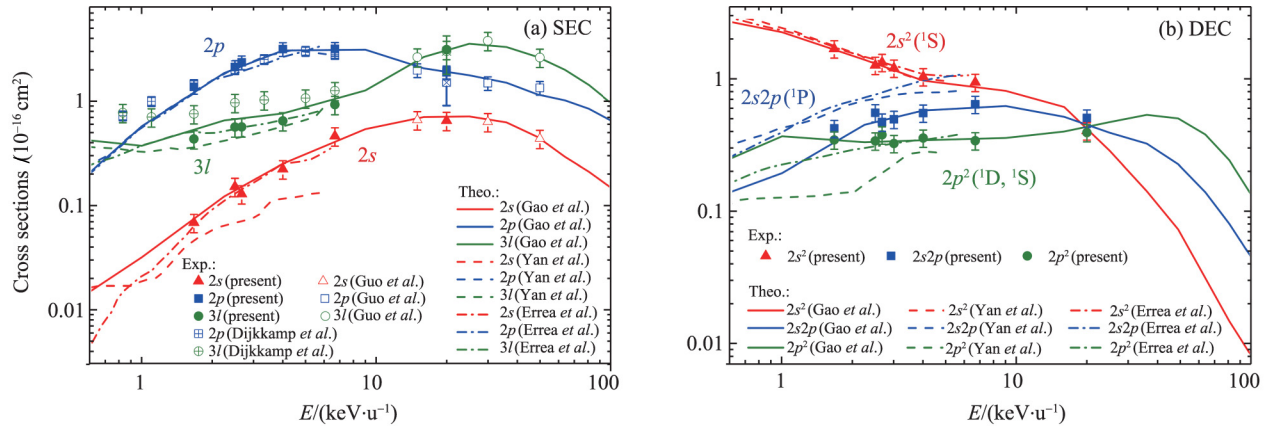 (a) SEC
2p
3l
2s
Cross sections /(10⁻¹⁶ cm²)
1
0.1
0.01
Exp.:
2s (present)
2p (present)
3l (present)
2p (Dijkkamp et al.)
3l (Dijkkamp et al.)
2s (Guo et al.)
2p (Guo et al.)
3l (Guo et al.)
Theo.:
2s (Gao et al.)
2p (Gao et al.)
3l (Gao et al.)
2s (Yan et al.)
2p (Yan et al.)
3l (Yan et al.)
2s (Errea et al.)
2p (Errea et al.)
3l (Errea et al.)
1 10 100
E/(keV·u⁻¹)
(b) DEC
2s² (¹S)
2s2p (¹P)
2p² (¹D, ¹S)
1
0.1
0.01
Exp.:
2s² (present) 2s2p (present) 2p² (present)
Theo.:
2s² (Gao et al.) 2s² (Yan et al.) 2s² (Errea et al.)
2s2p (Gao et al.) 2s2p (Yan et al.) 2s2p (Errea et al.)
2p² (Gao et al.) 2p² (Yan et al.) 2p² (Errea et al.)
1 10 100
E/(keV·u⁻¹)